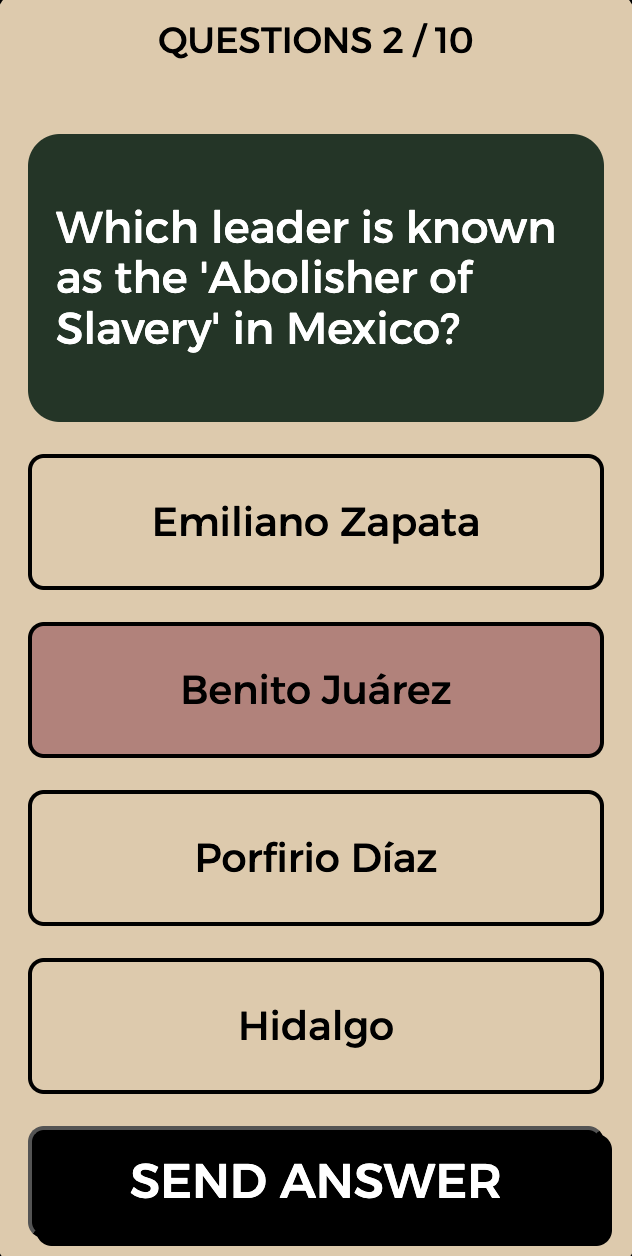 QUESTIONS 2 / 10
Which leader is known
as the 'Abolisher of
Slavery' in Mexico?
Emiliano Zapata
Benito Juárez
Porfirio Díaz
Hidalgo
SEND ANSWER